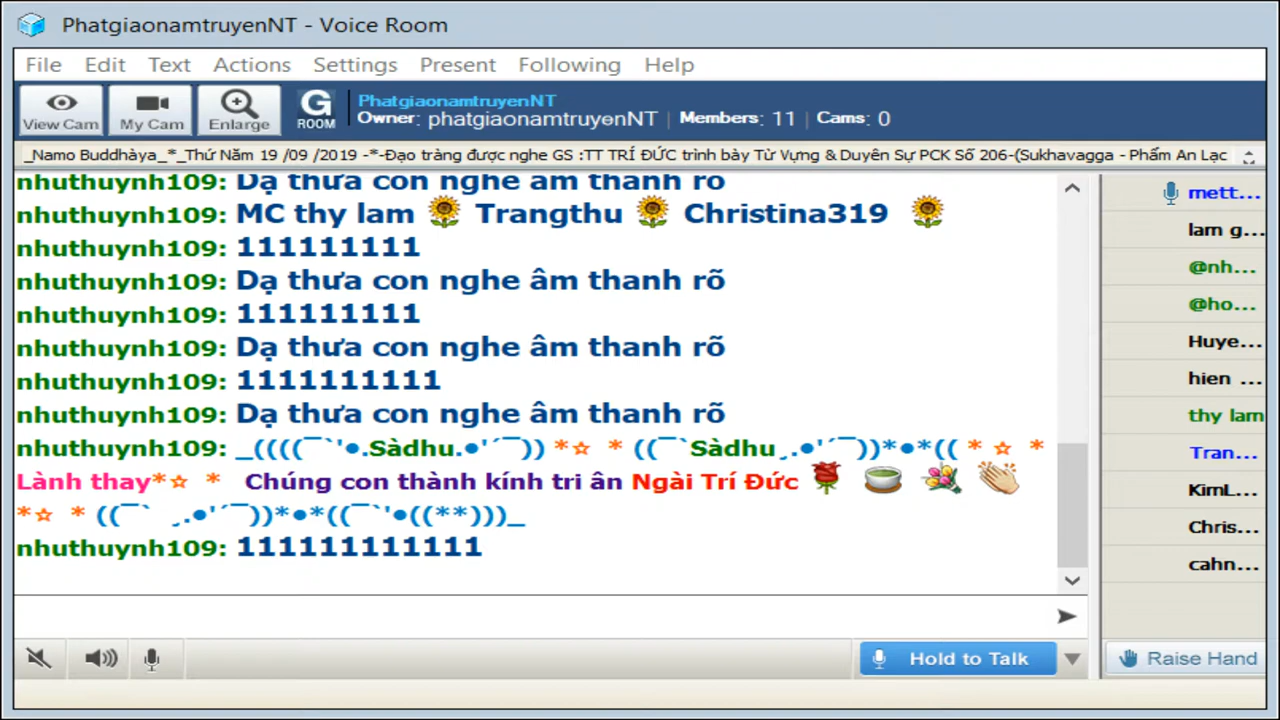 PhatgiaonamtruyenNT - Voice Room
File Edit Text Actions Settings Present Following Help
View Cam My Cam Enlarge G ROOM
PhatgiaonamtruyenNT
Owner: phatgiaonamtruyenNT | Members: 11 | Cams: 0
_Namo Buddhàya_*_Thứ Năm 19 /09 /2019 -*-Đạo tràng được nghe GS :TT TRÍ ĐỨC trình bày Từ Vựng & Duyên Sự PCK Số 206-(Sukhavagga - Phẩm An Lạc
nhuthuynh109: Dạ thưa con nghe âm thanh rõ
nhuthuynh109: MC thy lam 🌻 Trangthu 🌻 Christina319 🌻
nhuthuynh109: 111111111
nhuthuynh109: Dạ thưa con nghe âm thanh rõ
nhuthuynh109: 111111111
nhuthuynh109: Dạ thưa con nghe âm thanh rõ
nhuthuynh109: 1111111111
nhuthuynh109: Dạ thưa con nghe âm thanh rõ
nhuthuynh109: _((((¯`'●.Sàdhu.●'´¯)) *☆ * ((¯`Sàdhu¸.●'´¯))*●*(( * ☆ *
Lành thay*☆ * Chúng con thành kính tri ân Ngài Trí Đức 🌹 🍵 💐 👏
*☆ * ((¯` ¸.●'´¯))*●*((¯`'●((**)))_
nhuthuynh109: 111111111111
mett...
lam g...
@nh...
@ho...
Huye...
hien ...
thy lam
Tran...
KimL...
Chris...
cahn...
Hold to Talk
Raise Hand